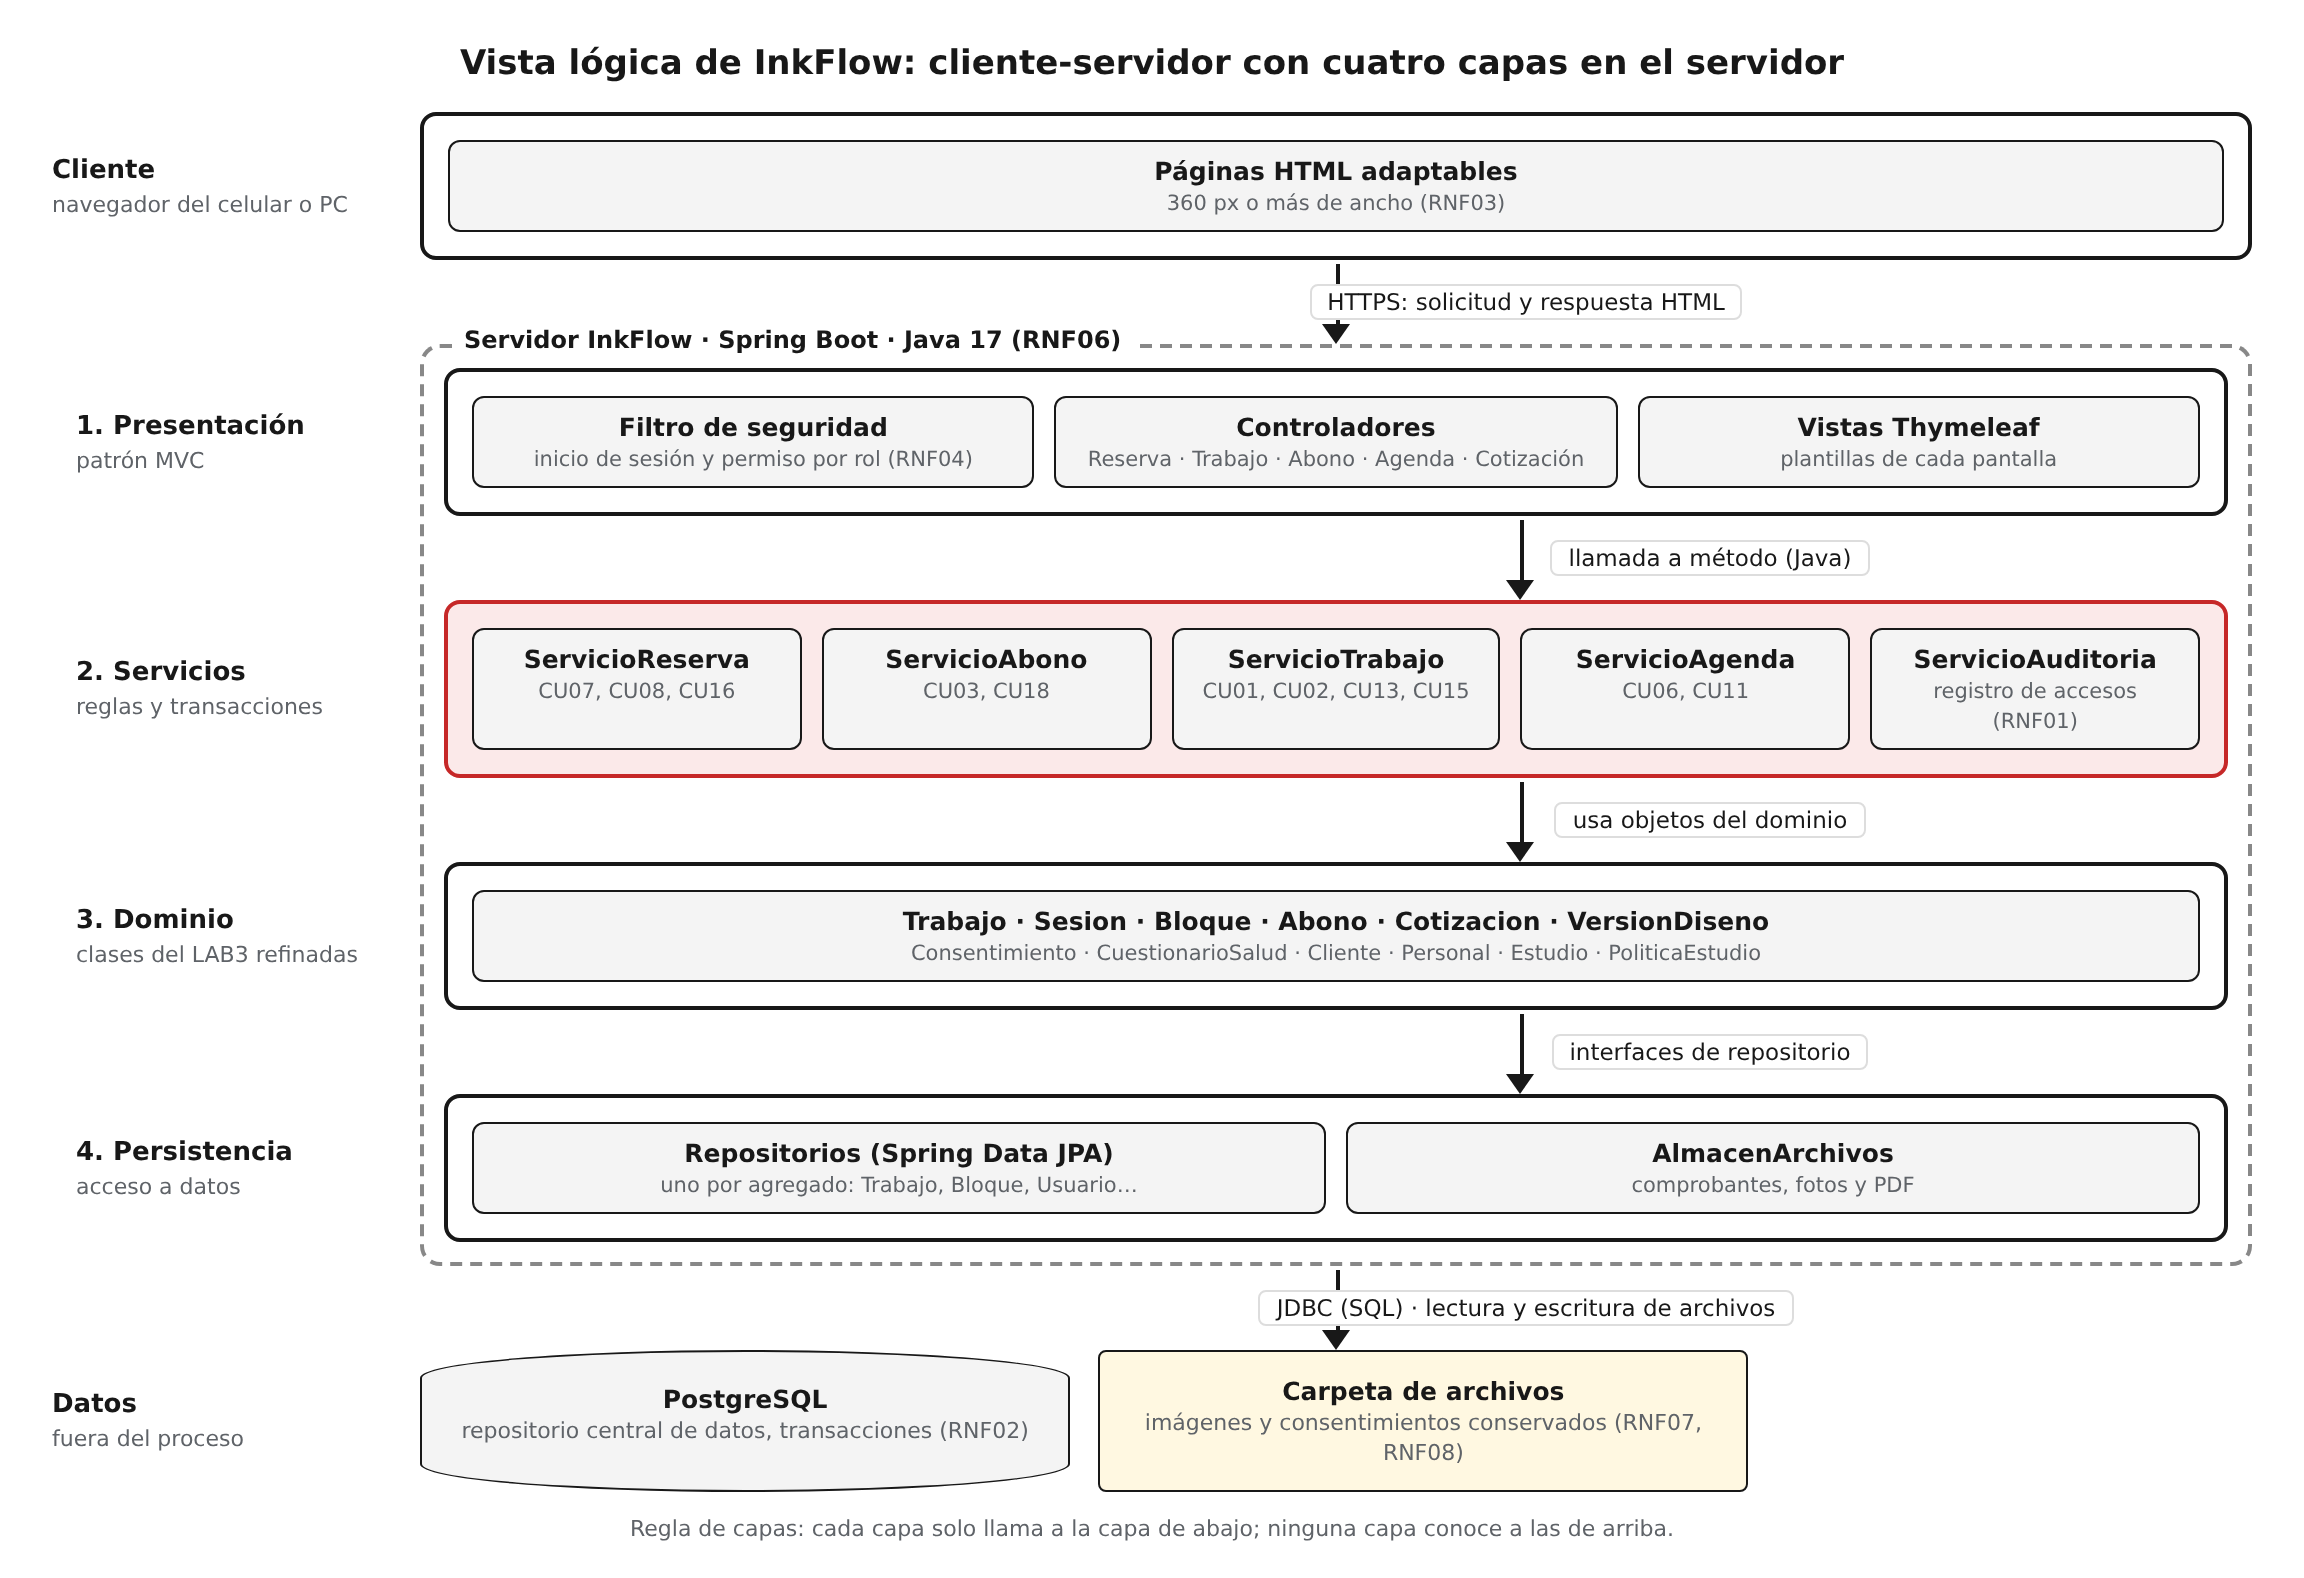 Vista lógica de InkFlow: cliente-servidor con cuatro capas en el servidor
Cliente
navegador del celular o PC
Páginas HTML adaptables
360 px o más de ancho (RNF03)
HTTPS: solicitud y respuesta HTML
Servidor InkFlow · Spring Boot · Java 17 (RNF06)
1. Presentación
patrón MVC
Filtro de seguridad
inicio de sesión y permiso por rol (RNF04)
Controladores
Reserva · Trabajo · Abono · Agenda · Cotización
Vistas Thymeleaf
plantillas de cada pantalla
llamada a método (Java)
2. Servicios
reglas y transacciones
ServicioReserva
CU07, CU08, CU16
ServicioAbono
CU03, CU18
ServicioTrabajo
CU01, CU02, CU13, CU15
ServicioAgenda
CU06, CU11
ServicioAuditoria
registro de accesos
(RNF01)
usa objetos del dominio
3. Dominio
clases del LAB3 refinadas
Trabajo · Sesion · Bloque · Abono · Cotizacion · VersionDiseno
Consentimiento · CuestionarioSalud · Cliente · Personal · Estudio · PoliticaEstudio
interfaces de repositorio
4. Persistencia
acceso a datos
Repositorios (Spring Data JPA)
uno por agregado: Trabajo, Bloque, Usuario…
AlmacenArchivos
comprobantes, fotos y PDF
JDBC (SQL) · lectura y escritura de archivos
Datos
fuera del proceso
PostgreSQL
repositorio central de datos, transacciones (RNF02)
Carpeta de archivos
imágenes y consentimientos conservados (RNF07,
RNF08)
Regla de capas: cada capa solo llama a la capa de abajo; ninguna capa conoce a las de arriba.